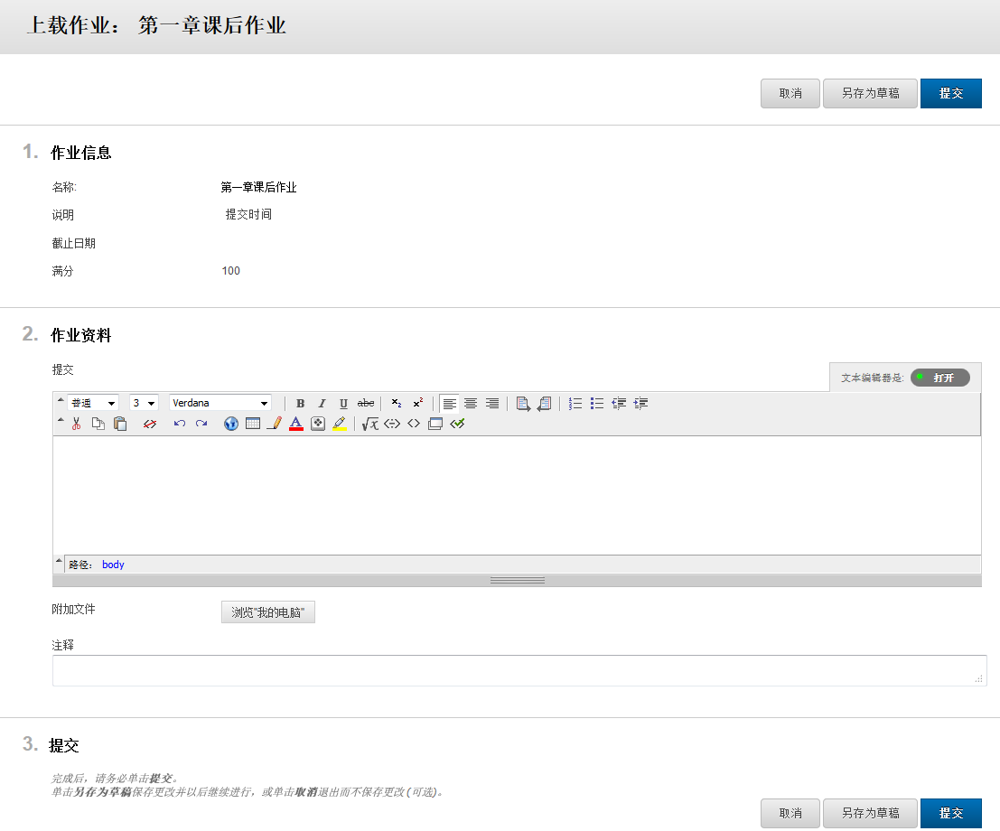 上载作业： 第一章课后作业
取消 另存为草稿 提交
1. 作业信息
名称: 第一章课后作业
说明 提交时间
截止日期
满分 100
2. 作业资料
提交
文本编辑器是: 打开
普通 3 Verdana B I U abc x₂ x²
路径： body
附加文件 浏览"我的电脑"
注释
3. 提交
完成后，请务必单击提交。
单击另存为草稿保存更改并以后继续进行，或单击取消退出而不保存更改 (可选)。
取消 另存为草稿 提交